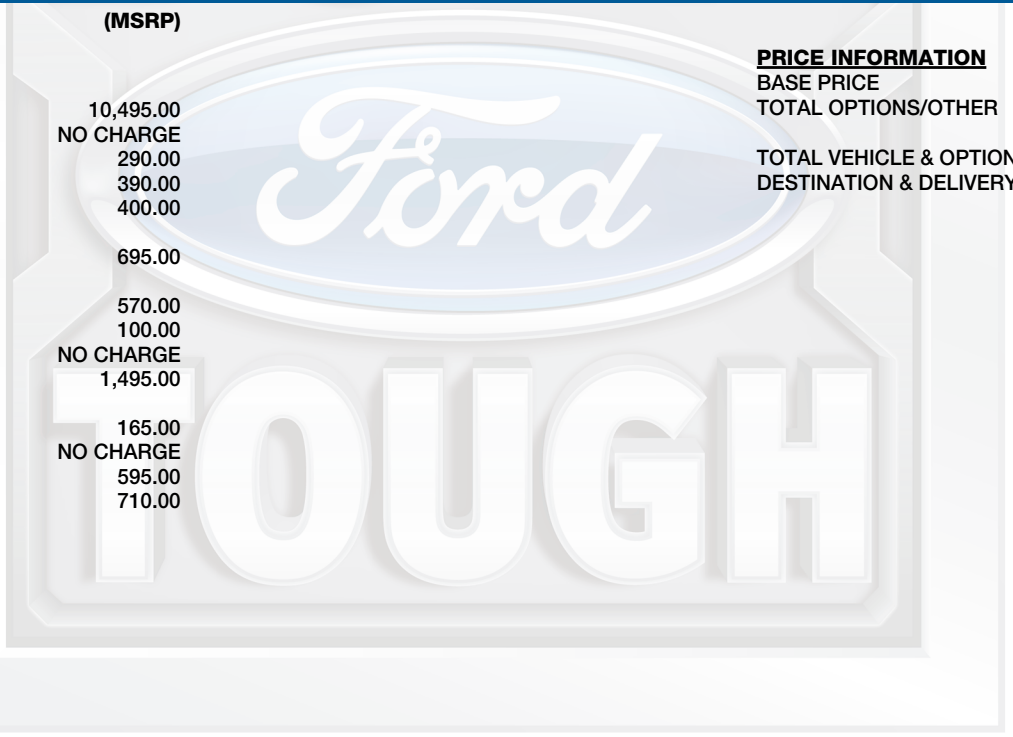 (MSRP)
10,495.00
NO CHARGE
290.00
390.00
400.00
695.00
570.00
100.00
NO CHARGE
1,495.00
165.00
NO CHARGE
595.00
710.00
PRICE INFORMATION
BASE PRICE
TOTAL OPTIONS/OTHER
TOTAL VEHICLE & OPTION
DESTINATION & DELIVERY
Ford
TOUGH